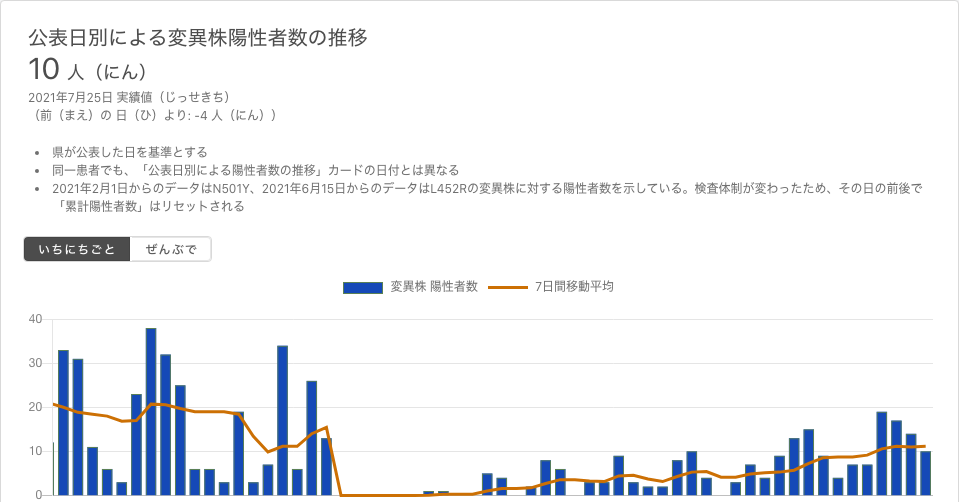 公表日別による変異株陽性者数の推移
10 人（にん）
2021年7月25日 実績値（じっせきち）
（前（まえ）の 日（ひ）より: -4 人（にん））
• 県が公表した日を基準とする
• 同一患者でも、「公表日別による陽性者数の推移」カードの日付とは異なる
• 2021年2月1日からのデータはN501Y、2021年6月15日からのデータはL452Rの変異株に対する陽性者数を示している。検査体制が変わったため、その日の前後で
「累計陽性者数」はリセットされる
いちにちごと ぜんぶで
変異株 陽性者数 7日間移動平均
40
30
20
10
0